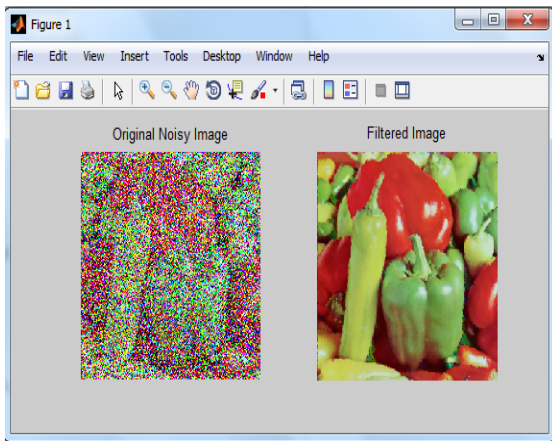 Figure 1
File Edit View Insert Tools Desktop Window Help
Original Noisy Image
Filtered Image